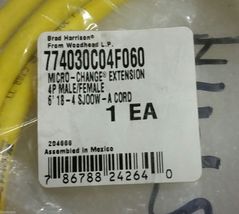 Brad Harrison®
From Woodhead L.P.
774030C04F060
MICRO-CHANGE® EXTENSION
4P MALE/FEMALE
6' 18-4 SJOOW-A CORD
1 EA
204666
Assembled in Mexico
7 86788 24264 0